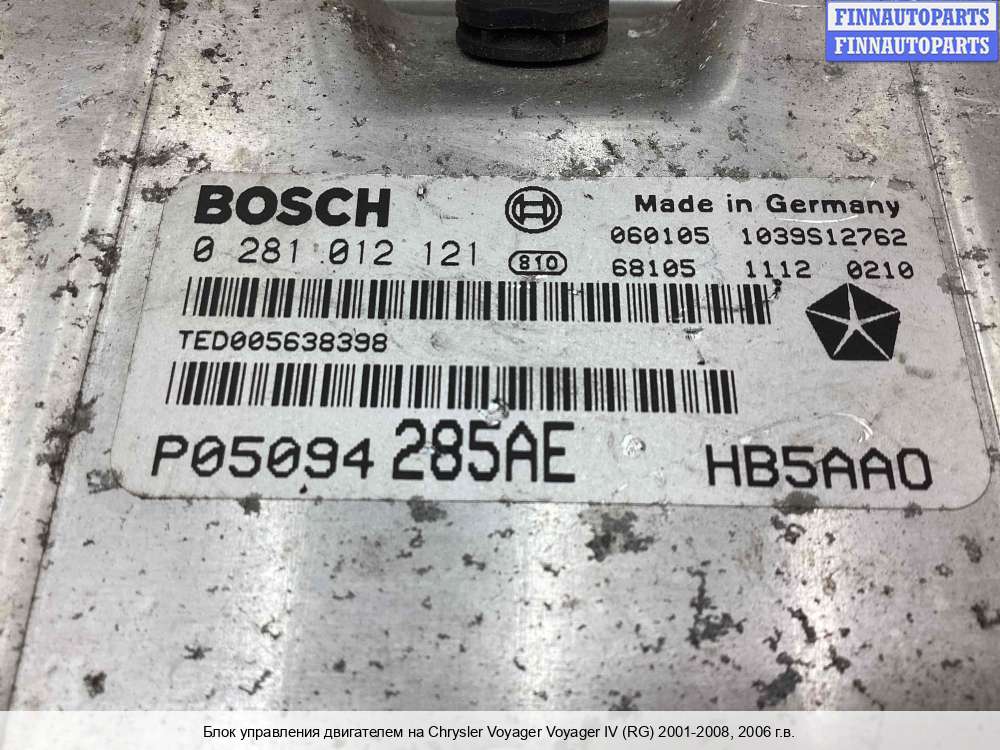 FINNAUTOPARTS
FINNAUTOPARTS
BOSCH
Made in Germany
0 281 012 121
810
060105 1039S12762
68105 1112 0210
TED005638398
P05094 285AE HB5AA0
Блок управления двигателем на Chrysler Voyager Voyager IV (RG) 2001-2008, 2006 г.в.